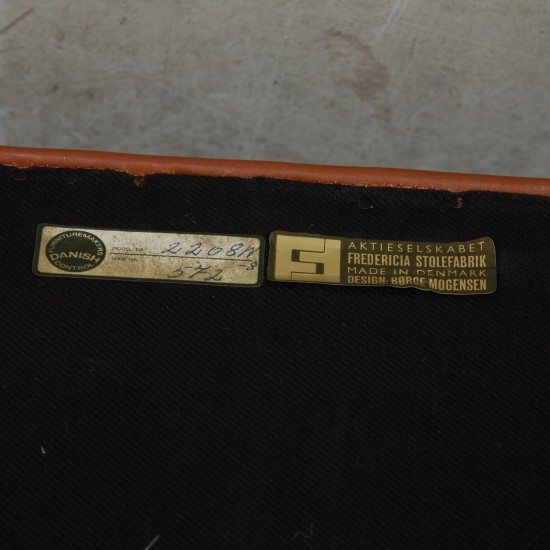 FURNITUREMAKERS
DANISH
CONTROL
MODEL NR. 2208
572
AKTIESELSKABET
FREDERICIA STOLEFABRIK
MADE IN DENMARK
DESIGN: BØRGE MOGENSEN